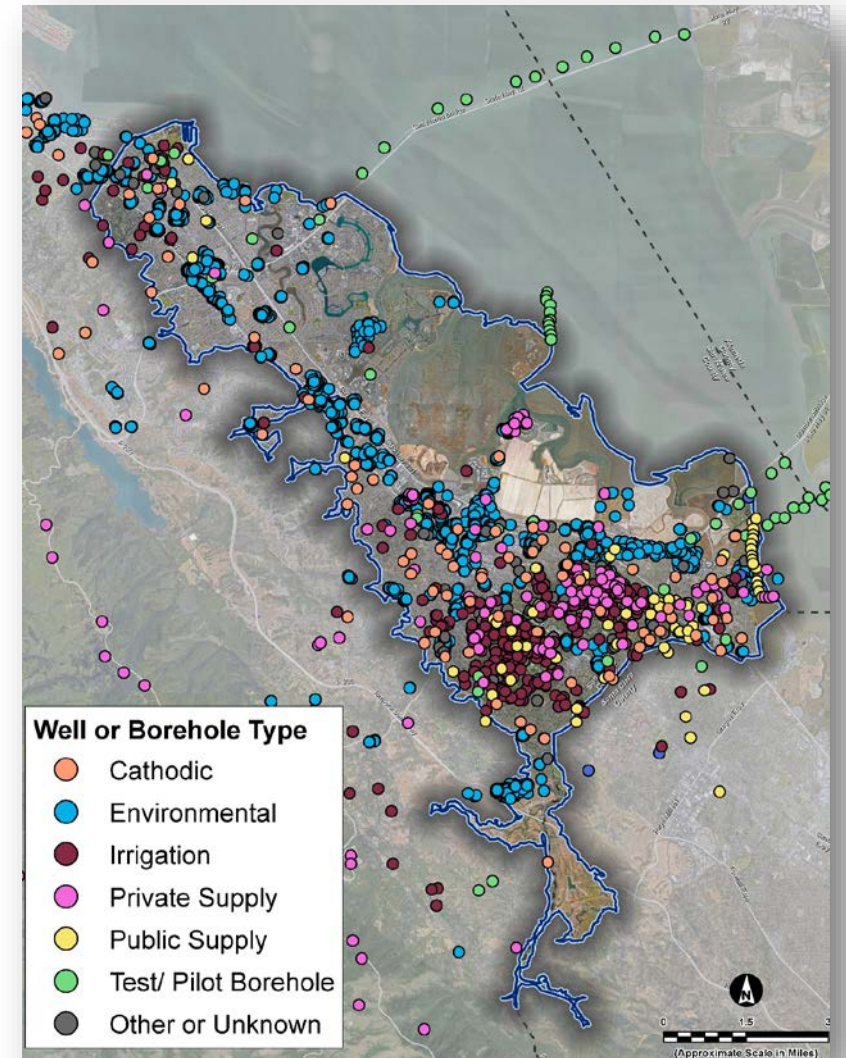 Well or Borehole Type
Cathodic
Environmental
Irrigation
Private Supply
Public Supply
Test/ Pilot Borehole
Other or Unknown
N
0 1.5 3
(Approximate Scale in Miles)